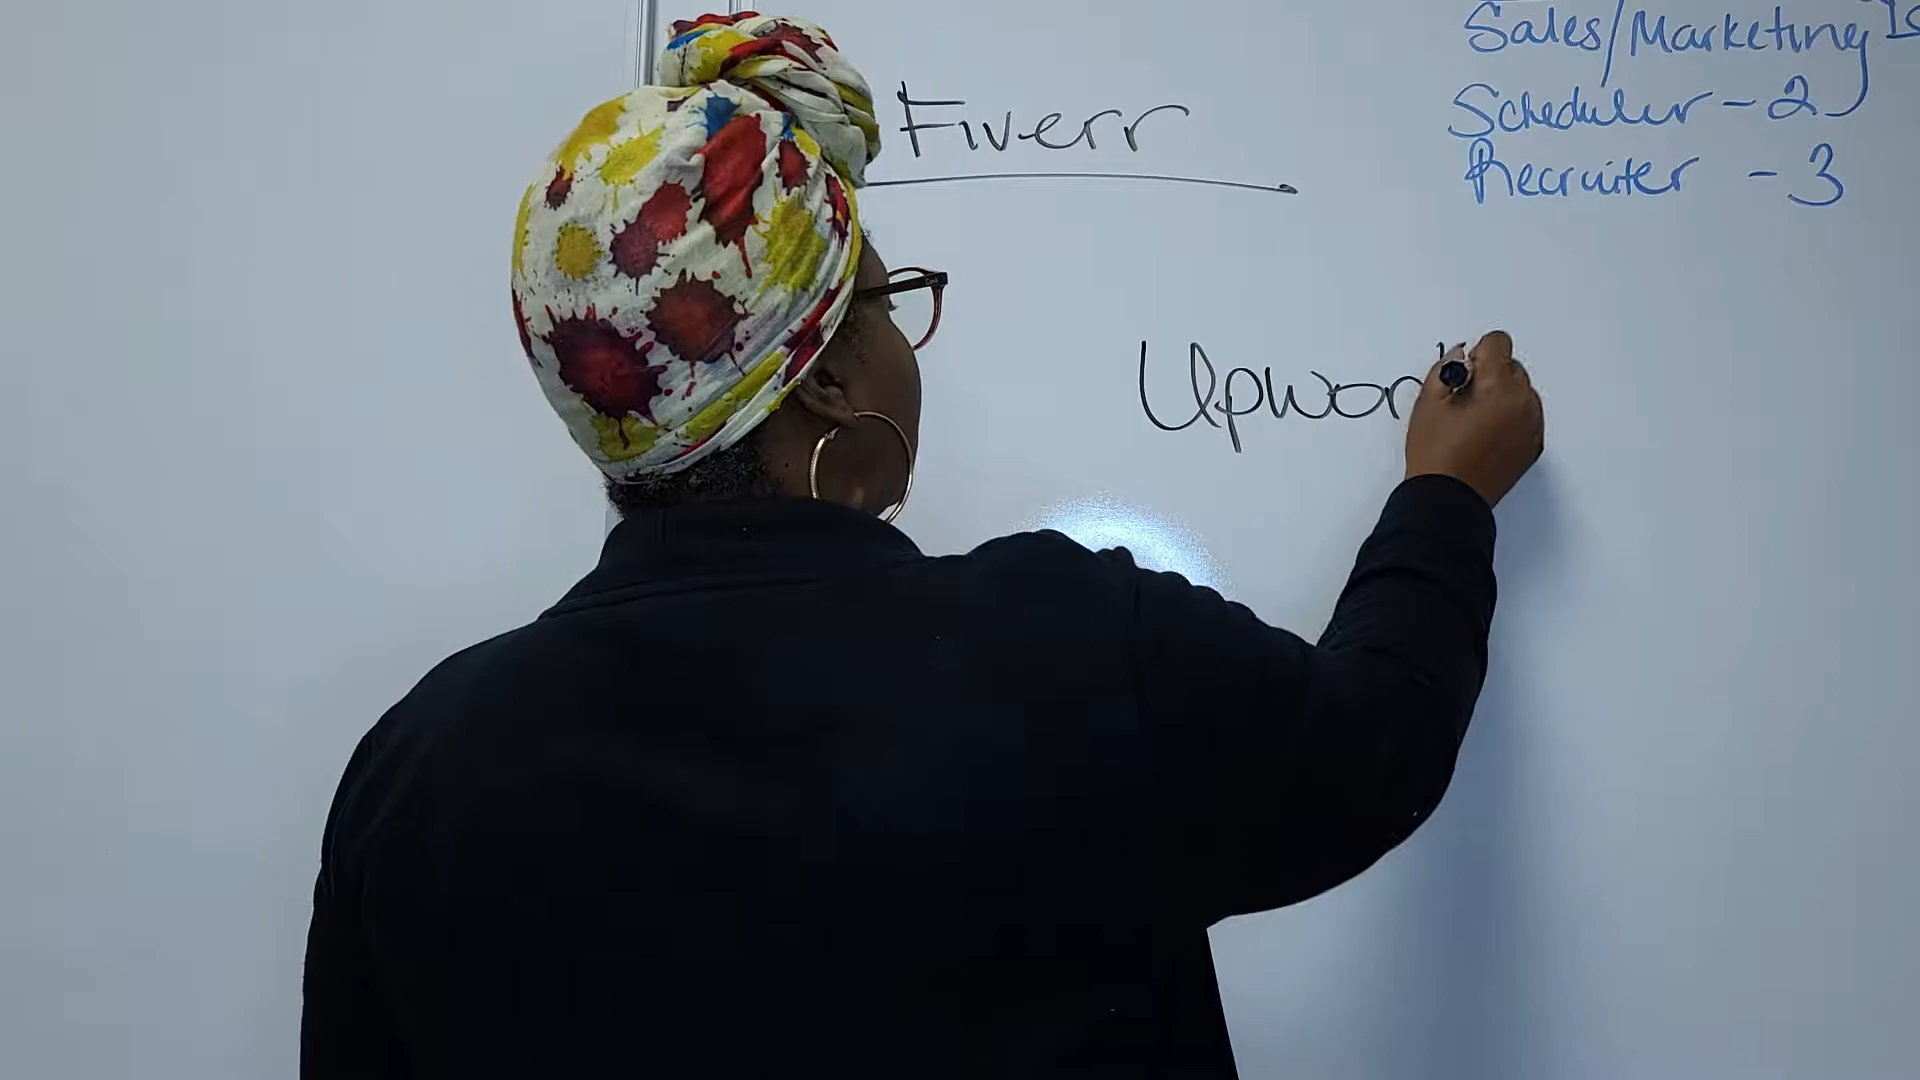 Sales/Marketing
Scheduler - 2
Recruiter - 3
Fiverr
Upwor